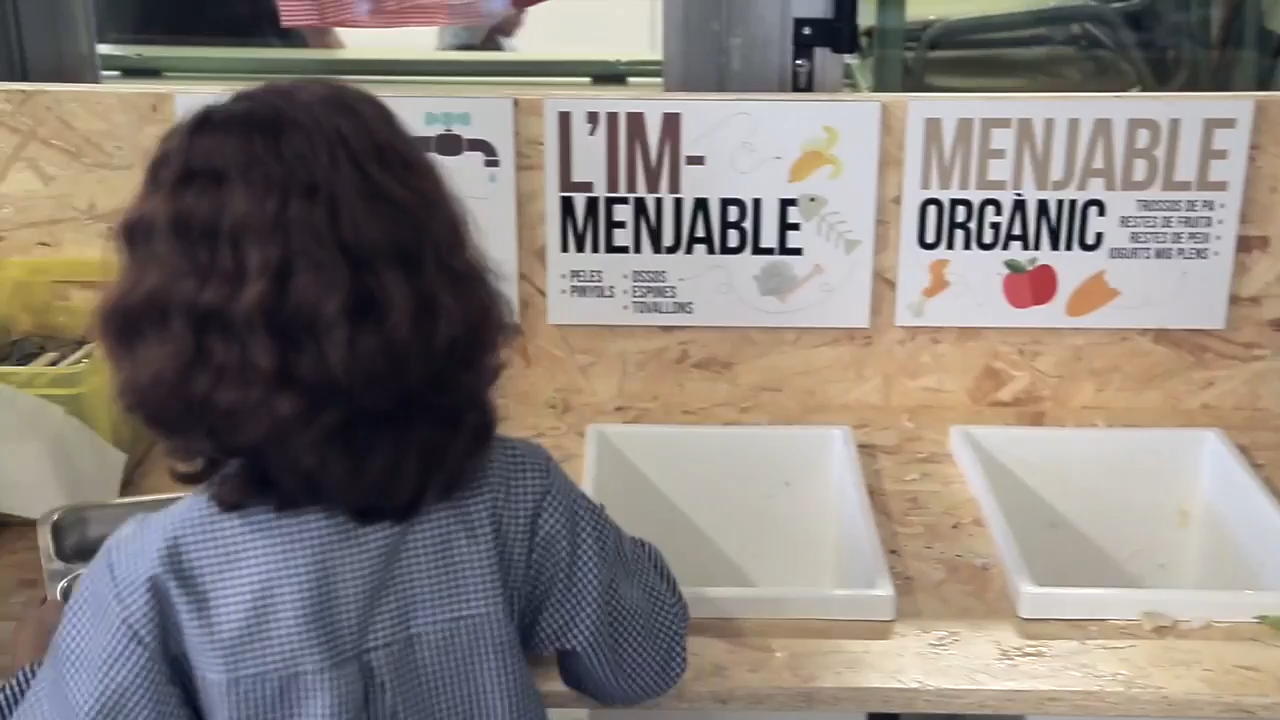 L'IM-
MENJABLE
• PELES
• PINYOLS
• OSSOS
• ESPINES
• TOVALLONS
MENJABLE
ORGÀNIC
TROSSOS DE PA •
RESTES DE FRUITA •
RESTES DE PEIX •
IOGURTS MIG PLENS •